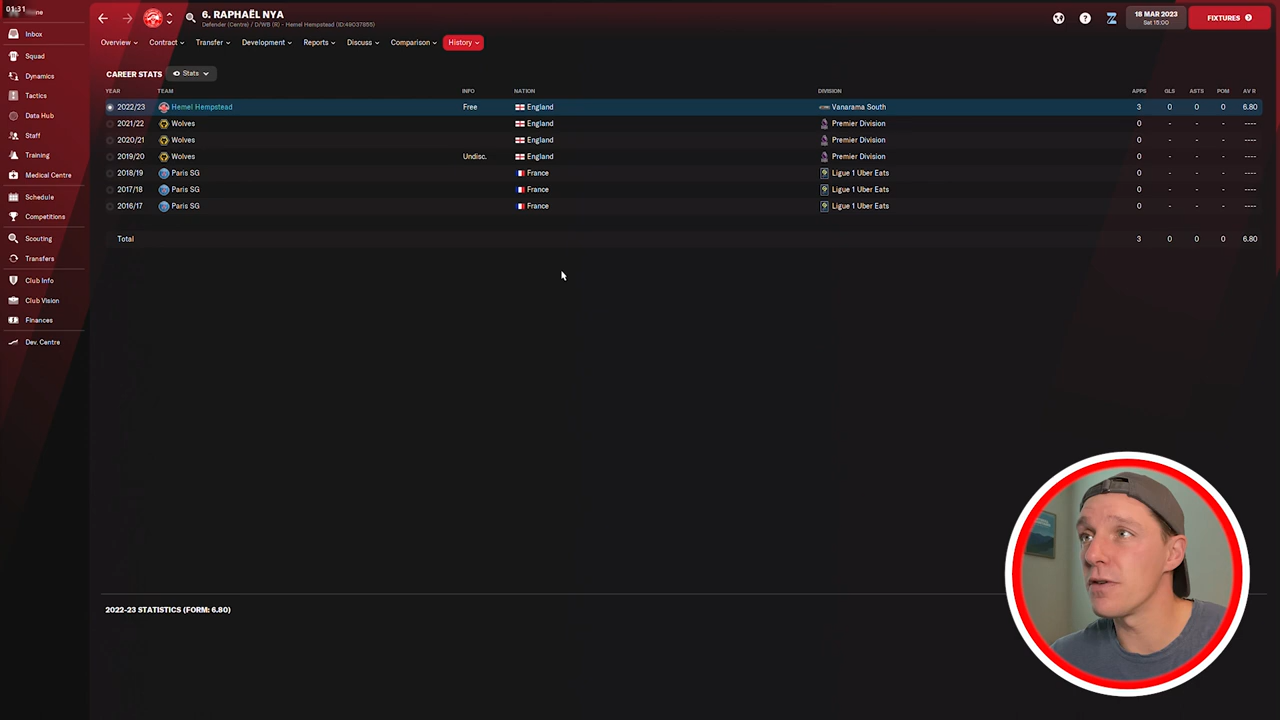 01:31
6. RAPHAËL NYA
Defender (Centre) / D/WB (R) - Hemel Hempstead (ID:49037855)
18 MAR 2023
Sat 15:00
FIXTURES
Inbox
Squad
Dynamics
Tactics
Data Hub
Staff
Training
Medical Centre
Schedule
Competitions
Scouting
Transfers
Club Info
Club Vision
Finances
Dev. Centre
Overview Contract Transfer Development Reports Discuss Comparison History
CAREER STATS Stats
YEAR TEAM INFO NATION DIVISION APPS GLS ASTS POM AV R
2022/23 Hemel Hempstead Free England Vanarama South 3 0 0 0 6.80
2021/22 Wolves England Premier Division 0 - - - ----
2020/21 Wolves England Premier Division 0 - - - ----
2019/20 Wolves Undisc. England Premier Division 0 - - - ----
2018/19 Paris SG France Ligue 1 Uber Eats 0 - - - ----
2017/18 Paris SG France Ligue 1 Uber Eats 0 - - - ----
2016/17 Paris SG France Ligue 1 Uber Eats 0 - - - ----
Total 3 0 0 0 6.80
2022-23 STATISTICS (FORM: 6.80)